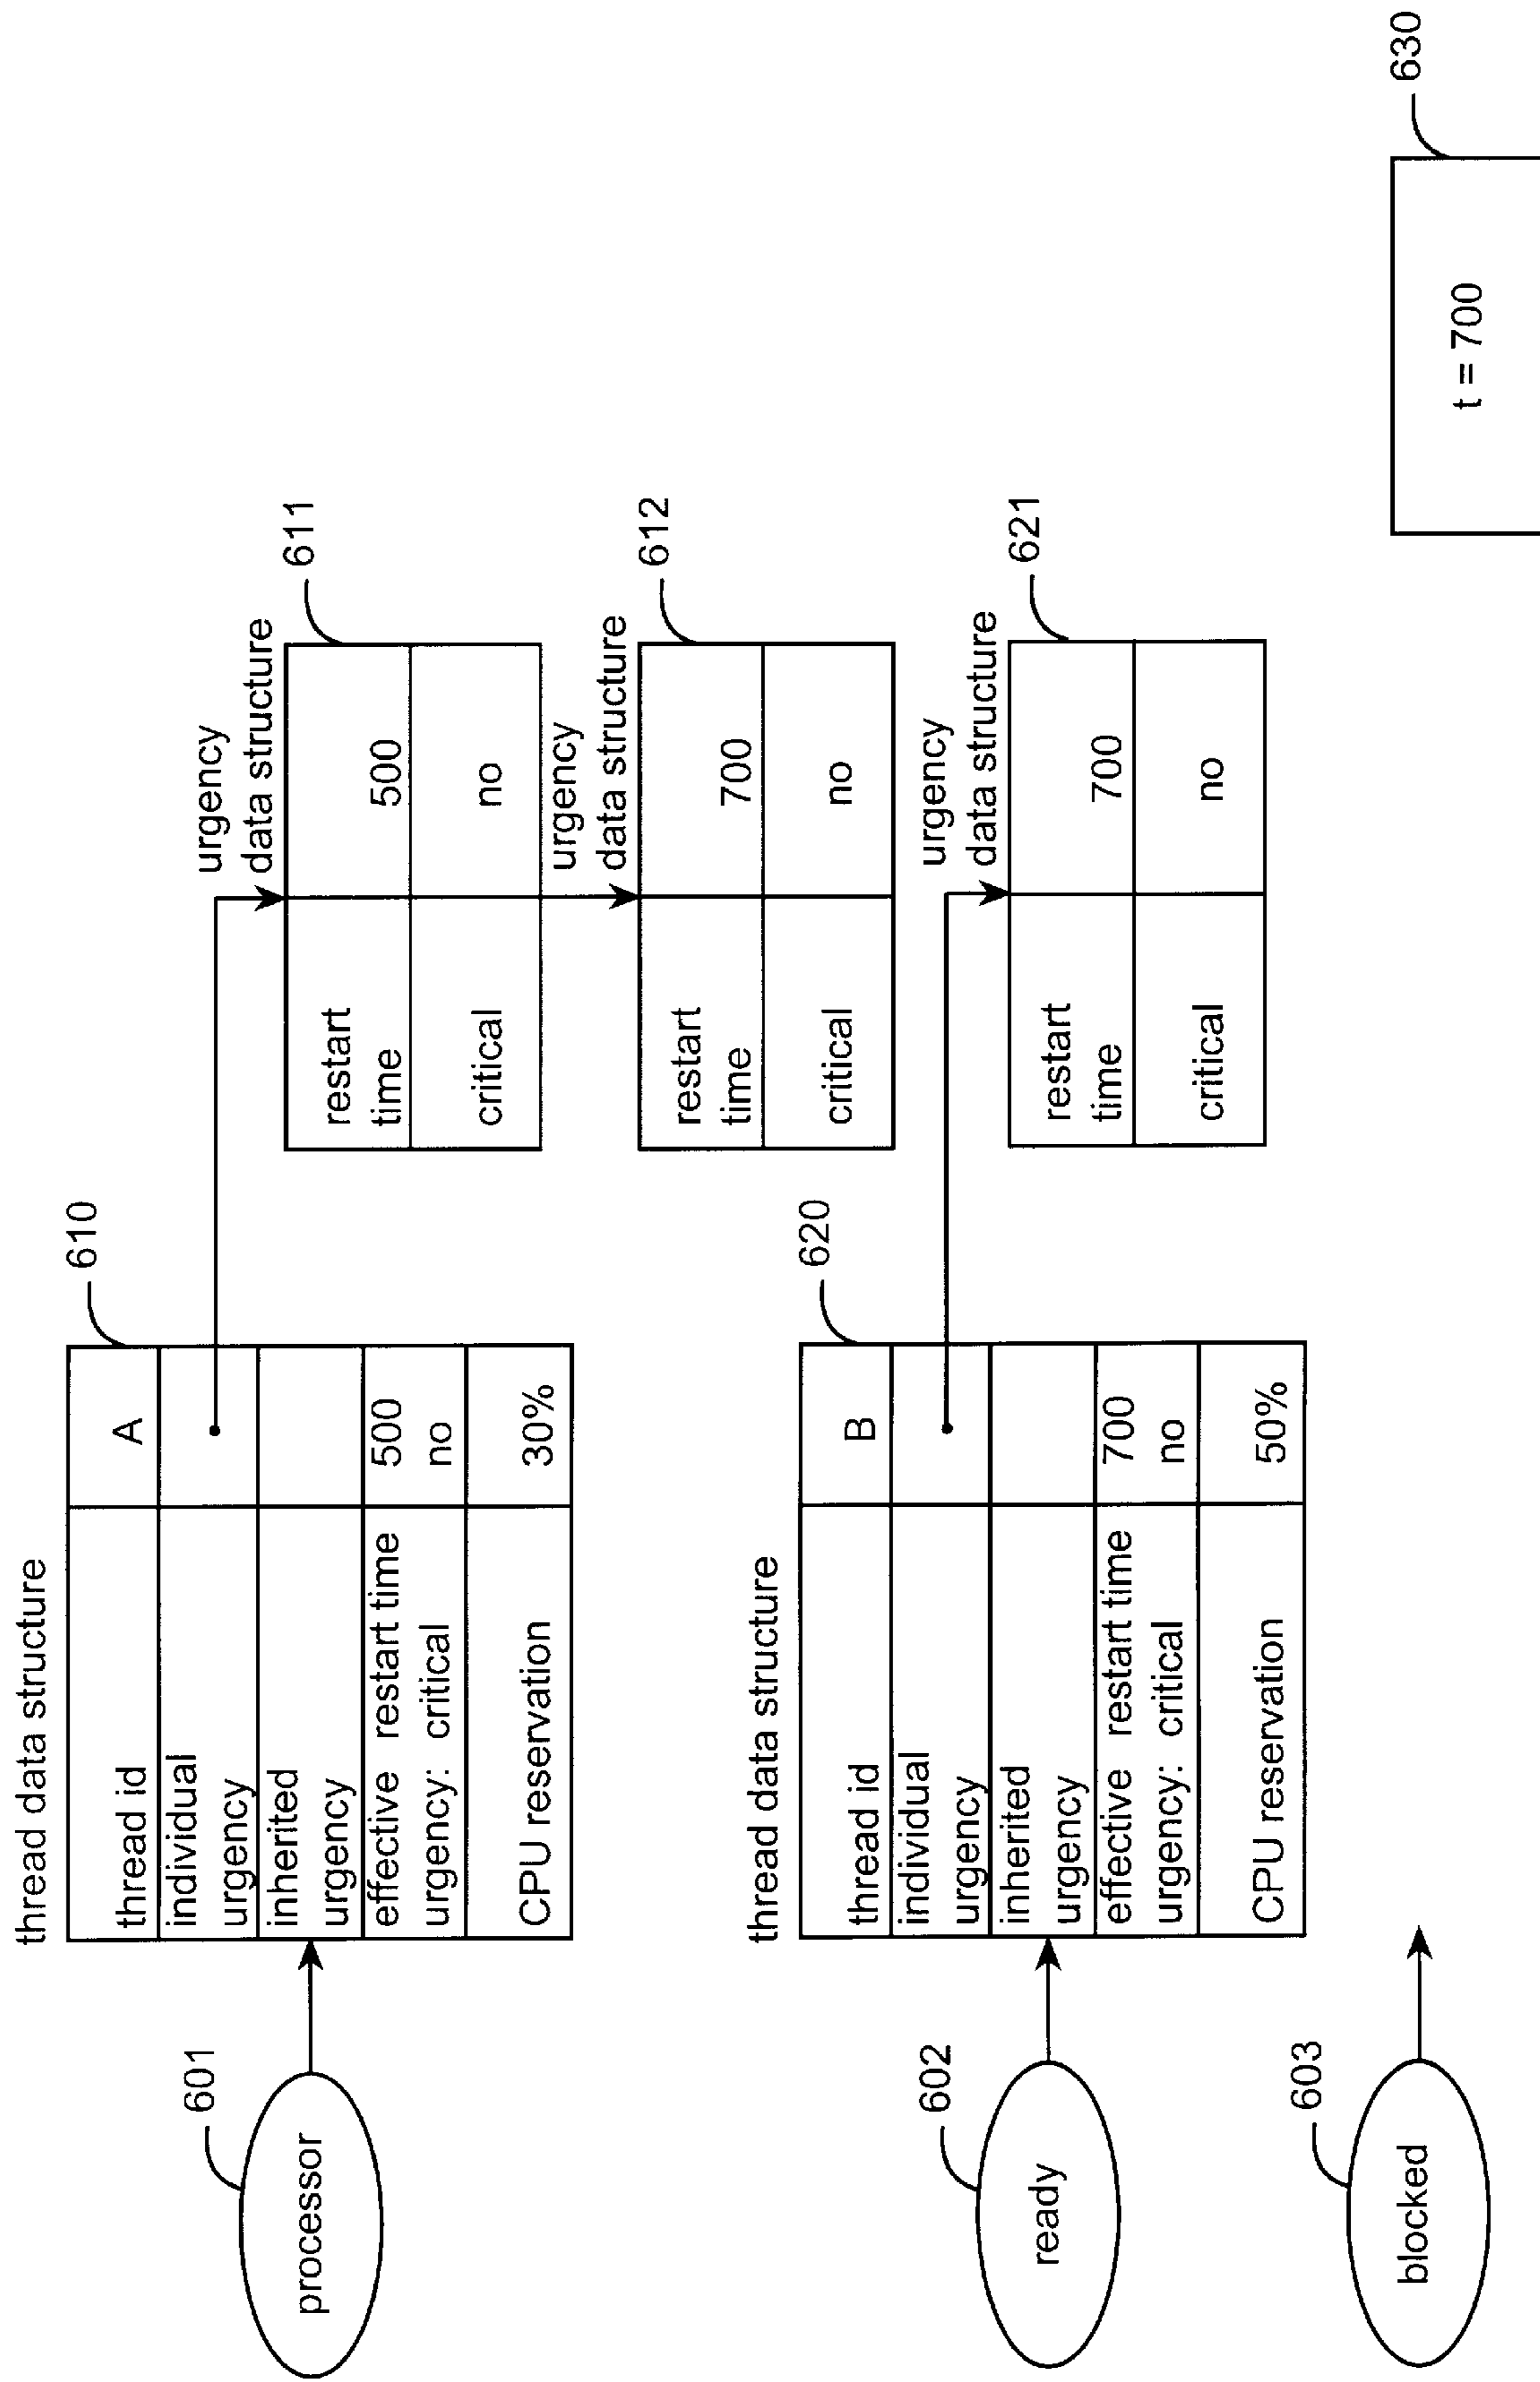 thread data structure
610
thread id A
individual
urgency
inherited
urgency
effective restart time 500
urgency: critical no
CPU reservation 30%
601
processor
urgency
data structure
611
restart
time 500
critical no
urgency
data structure
612
restart
time 700
critical no
thread data structure
620
thread id B
individual
urgency
inherited
urgency
effective restart time 700
urgency: critical no
CPU reservation 50%
602
ready
urgency
data structure
621
restart
time 700
critical no
603
blocked
630
t = 700